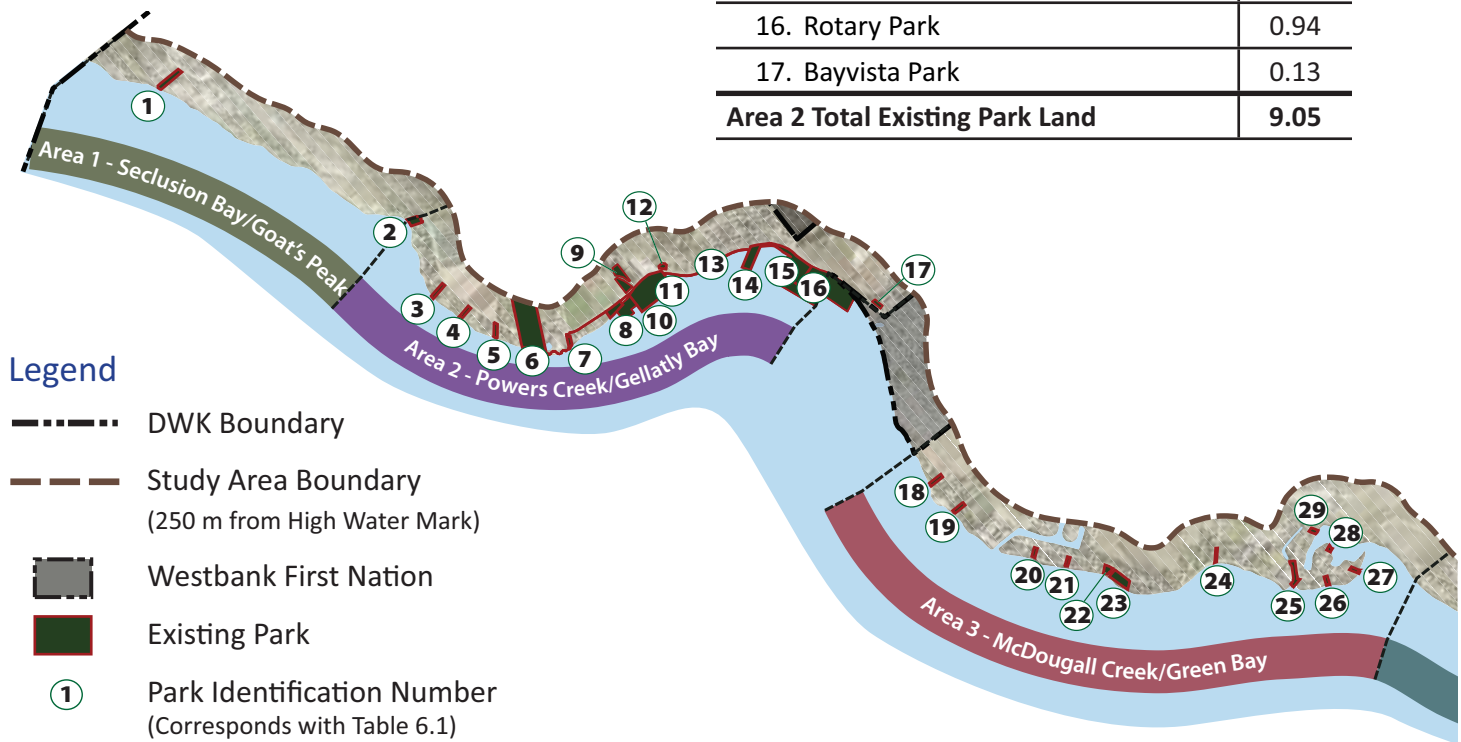 16. Rotary Park 0.94
17. Bayvista Park 0.13
Area 2 Total Existing Park Land 9.05
1
Area 1 - Seclusion Bay/Goat's Peak
2
3
4
5
6
7
8
9
10
11
12
13
14
15
16
17
Area 2 - Powers Creek/Gellatly Bay
18
19
20
21
22
23
24
25
26
27
28
29
Area 3 - McDougall Creek/Green Bay
Legend
DWK Boundary
Study Area Boundary
(250 m from High Water Mark)
Westbank First Nation
Existing Park
1 Park Identification Number
(Corresponds with Table 6.1)